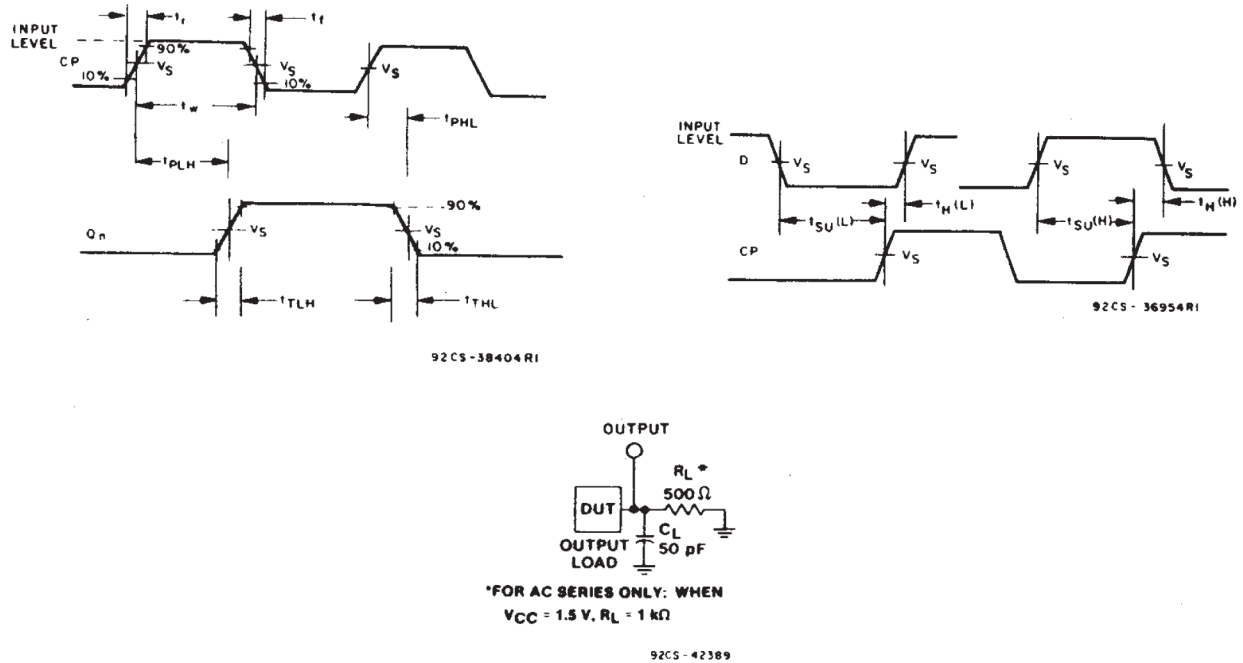 INPUT LEVEL
tr
tf
CP
90%
10%
VS
VS
10%
VS
tw
tPHL
tPLH
90%
Qn
VS
VS
10%
tTLH
tTHL
92CS-38404R1
INPUT LEVEL
D
VS
VS
VS
VS
tH(L)
tH(H)
tSU(L)
tSU(H)
CP
VS
VS
92CS-36954R1
OUTPUT
RL*
500Ω
DUT
CL
50 pF
OUTPUT
LOAD
*FOR AC SERIES ONLY: WHEN
VCC = 1.5 V, RL = 1 kΩ
92CS-42389